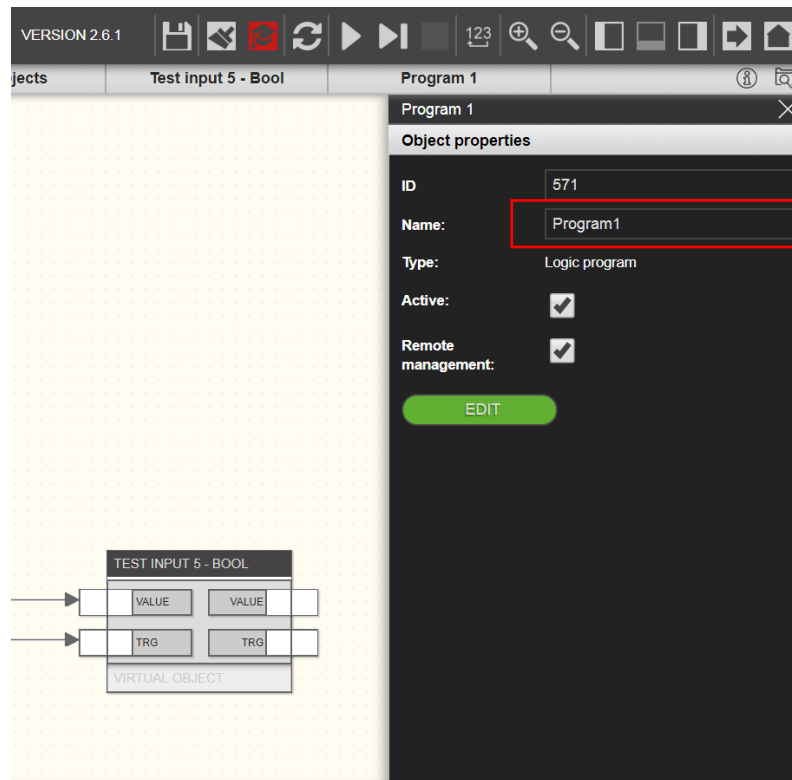 VERSION 2.6.1
123
jects
Test input 5 - Bool
Program 1
Program 1
Object properties
ID
571
Name:
Program1
Type:
Logic program
Active:
Remote
management:
EDIT
TEST INPUT 5 - BOOL
VALUE
VALUE
TRG
TRG
VIRTUAL OBJECT